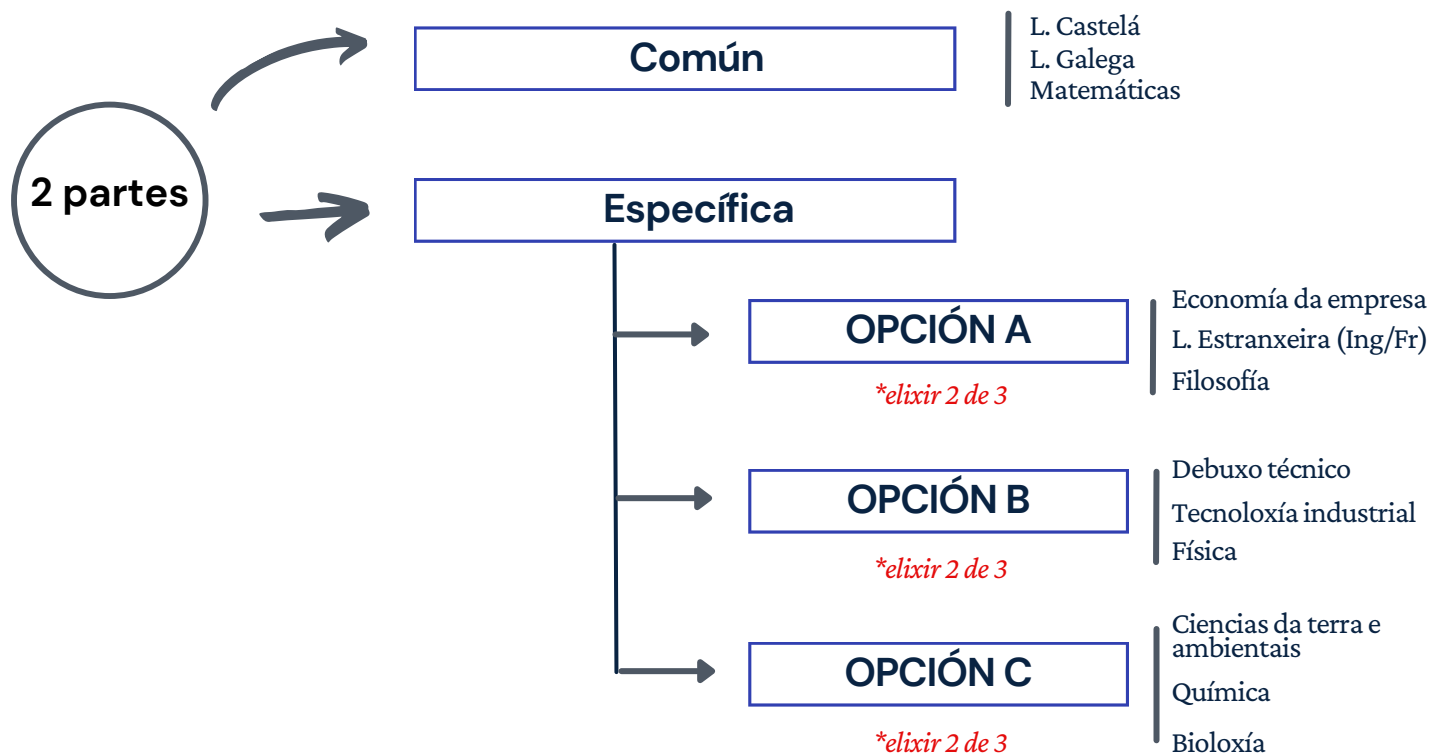 2 partes
Común
L. Castelá
L. Galega
Matemáticas
Específica
OPCIÓN A
*elixir 2 de 3
Economía da empresa
L. Estranxeira (Ing/Fr)
Filosofía
OPCIÓN B
*elixir 2 de 3
Debuxo técnico
Tecnoloxía industrial
Física
OPCIÓN C
*elixir 2 de 3
Ciencias da terra e
ambientais
Química
Bioloxía